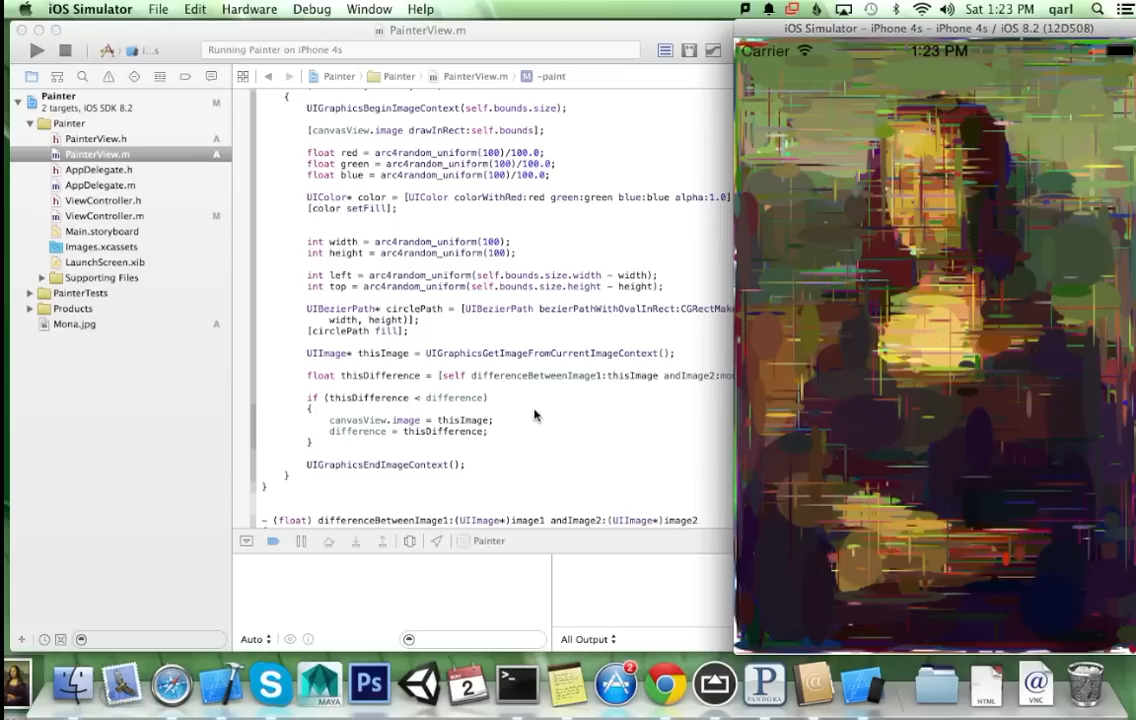 iOS Simulator File Edit Hardware Debug Window Help Sat 1:23 PM qarl
PainterView.m
iOS Simulator – iPhone 4s – iPhone 4s / iOS 8.2 (12D508)
i...s Running Painter on iPhone 4s
Carrier 1:23 PM
Painter Painter PainterView.m M -paint
Painter M
2 targets, iOS SDK 8.2
Painter
h PainterView.h A
m PainterView.m A
h AppDelegate.h
m AppDelegate.m
h ViewController.h
m ViewController.m M
Main.storyboard
Images.xcassets
LaunchScreen.xib
Supporting Files
PainterTests
Products
Mona.jpg A
{
UIGraphicsBeginImageContext(self.bounds.size);
[canvasView.image drawInRect:self.bounds];
float red = arc4random_uniform(100)/100.0;
float green = arc4random_uniform(100)/100.0;
float blue = arc4random_uniform(100)/100.0;
UIColor* color = [UIColor colorWithRed:red green:green blue:blue alpha:1.0]
[color setFill];
int width = arc4random_uniform(100);
int height = arc4random_uniform(100);
int left = arc4random_uniform(self.bounds.size.width - width);
int top = arc4random_uniform(self.bounds.size.height - height);
UIBezierPath* circlePath = [UIBezierPath bezierPathWithOvalInRect:CGRectMake
width, height)];
[circlePath fill];
UIImage* thisImage = UIGraphicsGetImageFromCurrentImageContext();
float thisDifference = [self differenceBetweenImage1:thisImage andImage2:mo
if (thisDifference < difference)
{
canvasView.image = thisImage;
difference = thisDifference;
}
UIGraphicsEndImageContext();
}
}
- (float) differenceBetweenImage1:(UIImage*)image1 andImage2:(UIImage*)image2
Painter
Auto All Output
MAYA Ps 2 >_ 2 P PANDORA @ HTML @ VNC